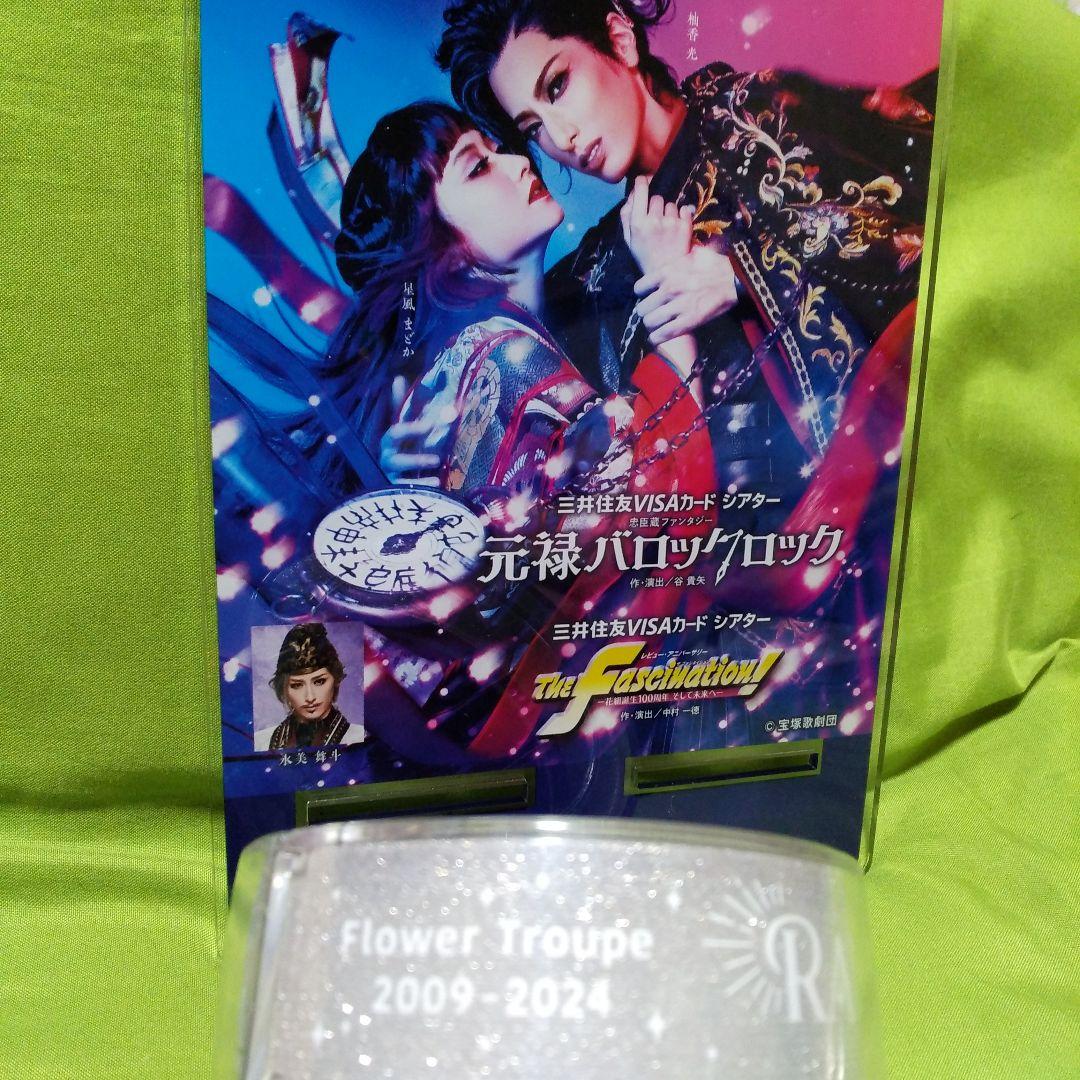 柚香 光
星風 まどか
三井住友VISAカード シアター
忠臣蔵ファンタジー
元禄バロックロック
作・演出／谷 貴矢
三井住友VISAカード シアター
レビュー・アニバーサリー
The Fascination!
－花組誕生100周年 そして未来へ－
作・演出／中村 一徳
©宝塚歌劇団
水美 舞斗
Flower Troupe
2009-2024
R